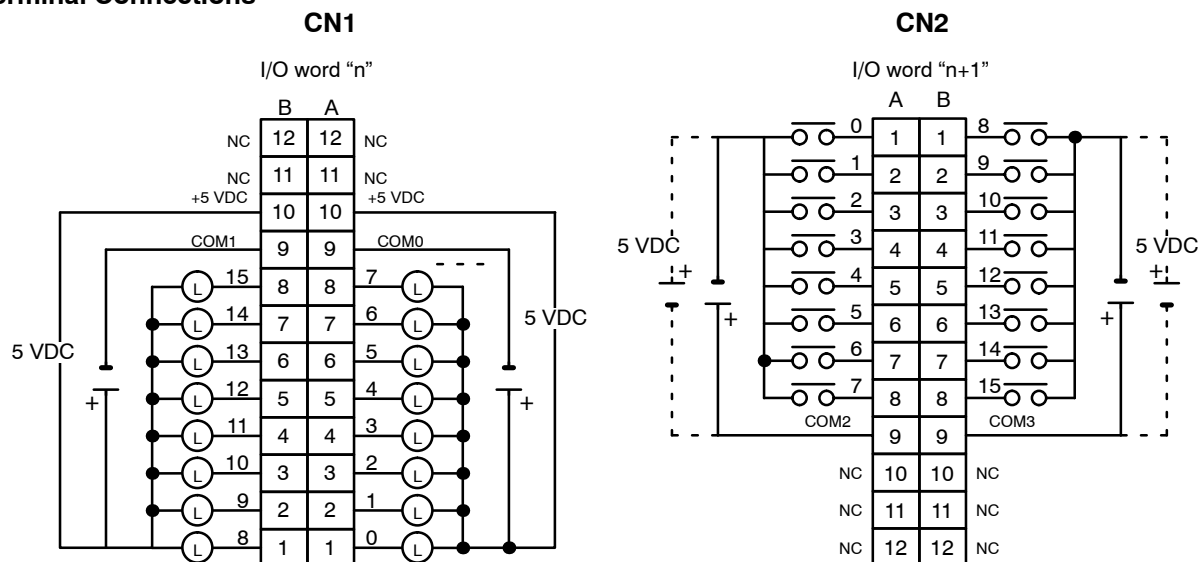 Terminal Connections
CN1
I/O word “n”
B A
NC 12 12 NC
NC 11 11 NC
+5 VDC 10 10 +5 VDC
COM1 9 9 COM0
L 15 8 8 7 L
L 14 7 7 6 L
5 VDC
L 13 6 6 5 L
5 VDC
L 12 5 5 4 L
+ +
L 11 4 4 3 L
L 10 3 3 2 L
L 9 2 2 1 L
L 8 1 1 0 L
CN2
I/O word “n+1”
A B
0 1 1 8
1 2 2 9
2 3 3 10
5 VDC 3 4 4 11 5 VDC
+ 4 5 5 12 +
+ 5 6 6 13 +
6 7 7 14
7 8 8 15
COM2 9 9 COM3
NC 10 10 NC
NC 11 11 NC
NC 12 12 NC